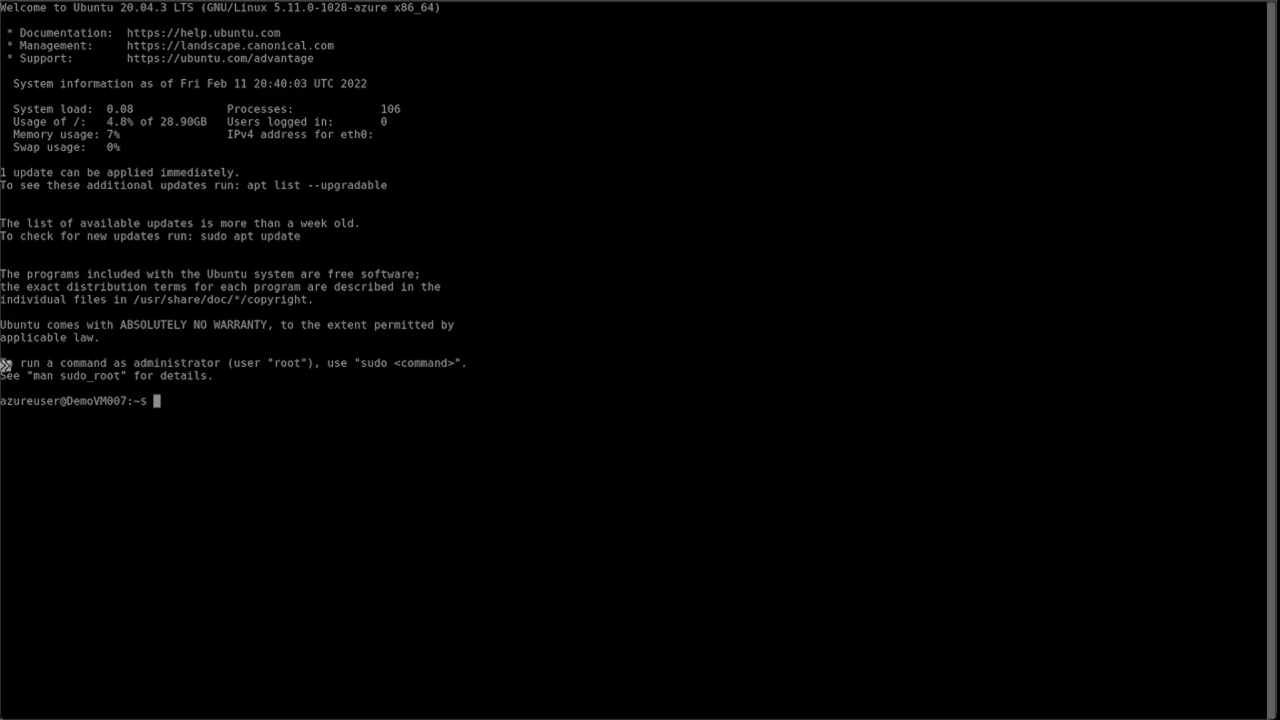 Welcome to Ubuntu 20.04.3 LTS (GNU/Linux 5.11.0-1028-azure x86_64)
* Documentation: https://help.ubuntu.com
* Management: https://landscape.canonical.com
* Support: https://ubuntu.com/advantage
System information as of Fri Feb 11 20:40:03 UTC 2022
System load: 0.08 Processes: 106
Usage of /: 4.8% of 28.90GB Users logged in: 0
Memory usage: 7% IPv4 address for eth0:
Swap usage: 0%
1 update can be applied immediately.
To see these additional updates run: apt list --upgradable
The list of available updates is more than a week old.
To check for new updates run: sudo apt update
The programs included with the Ubuntu system are free software;
the exact distribution terms for each program are described in the
individual files in /usr/share/doc/*/copyright.
Ubuntu comes with ABSOLUTELY NO WARRANTY, to the extent permitted by
applicable law.
run a command as administrator (user "root"), use "sudo <command>".
See "man sudo_root" for details.
azureuser@DemoVM007:~$